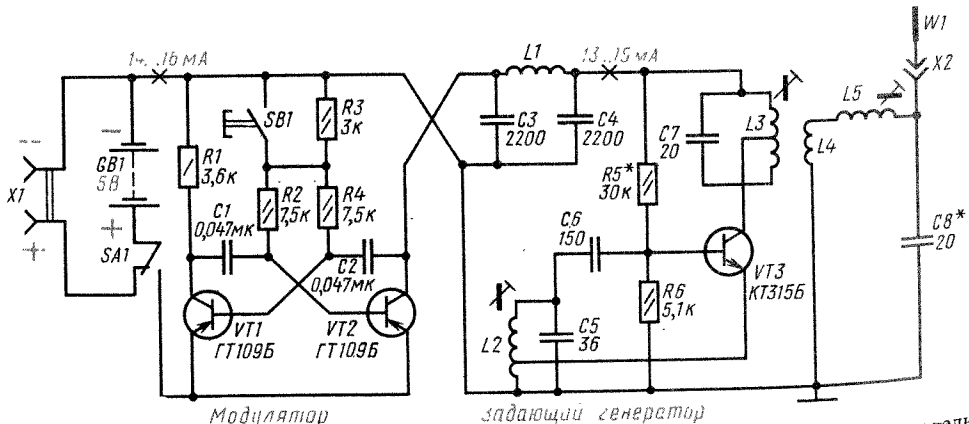 14...16 мА
L1
13...15 мА
W1
X2
SB1
R3
3к
C3
2200
C4
2200
C7
20
L3
L5
L4
X1
GB1
5В
R1
3,6к
R2
7,5к
R4
7,5к
R5*
30к
C1
0,047мк
C6
150
C8*
20
SA1
C2
0,047мк
VT3
КТ315Б
VT1
ГТ109Б
VT2
ГТ109Б
L2
C5
36
R6
5,1к
Модулятор
Задающий генератор